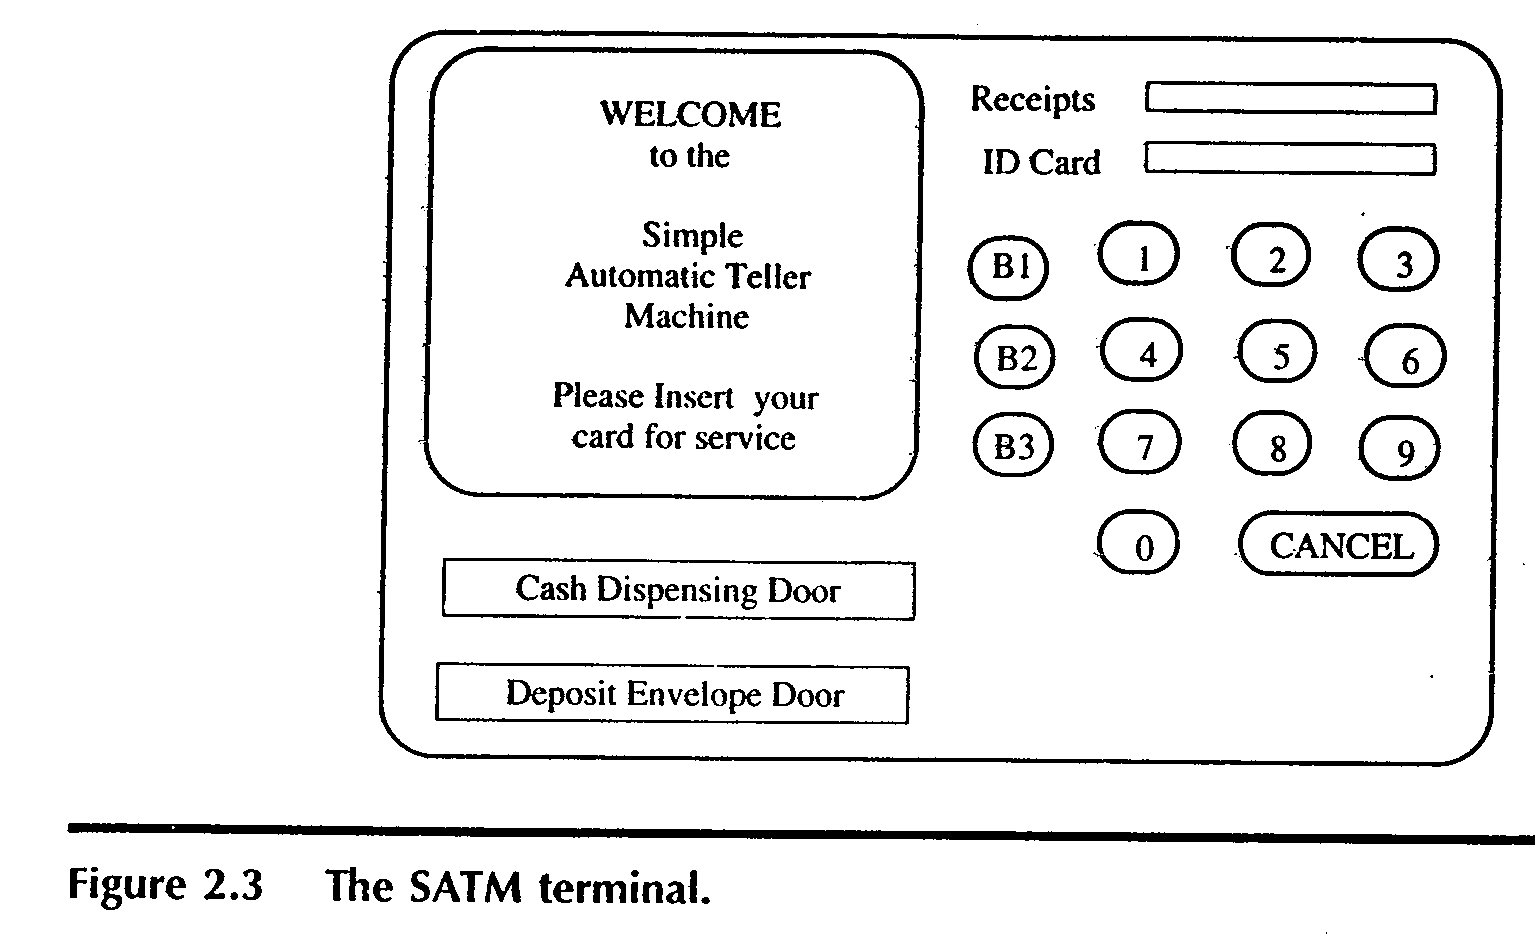 WELCOME
to the
Simple
Automatic Teller
Machine
Please Insert your
card for service
Receipts
ID Card
B1 1 2 3
B2 4 5 6
B3 7 8 9
0 CANCEL
Cash Dispensing Door
Deposit Envelope Door
Figure 2.3 The SATM terminal.